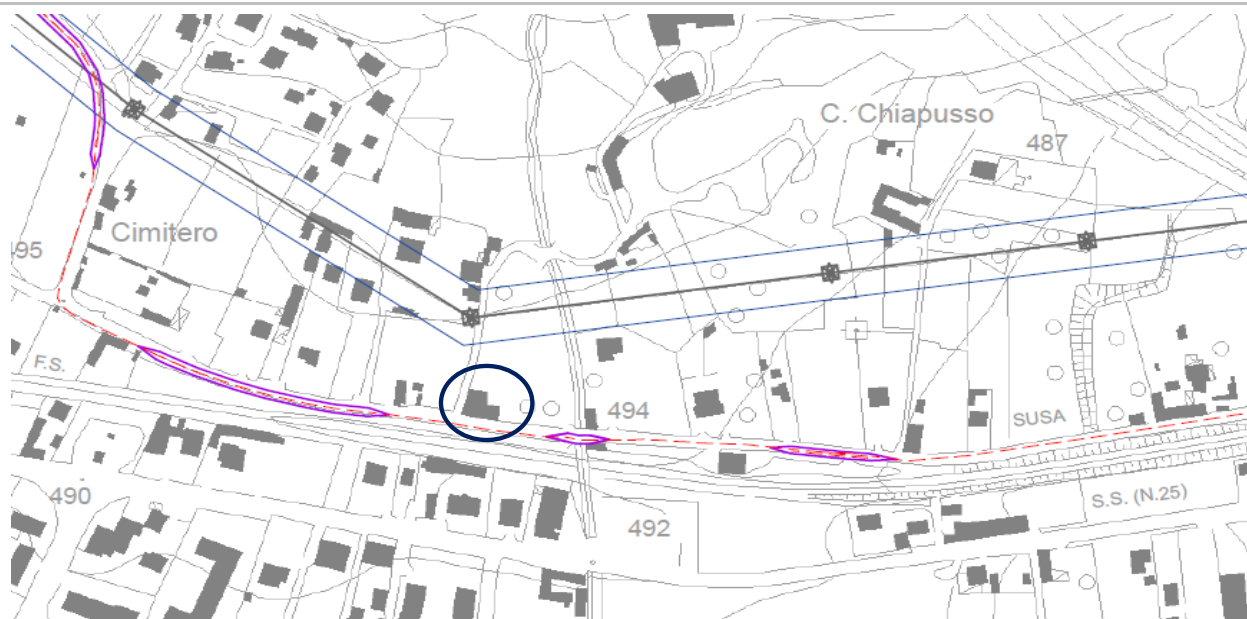 C. Chiapusso
487
Cimitero
495
F.S.
494
SUSA
490
S.S. (N.25)
492